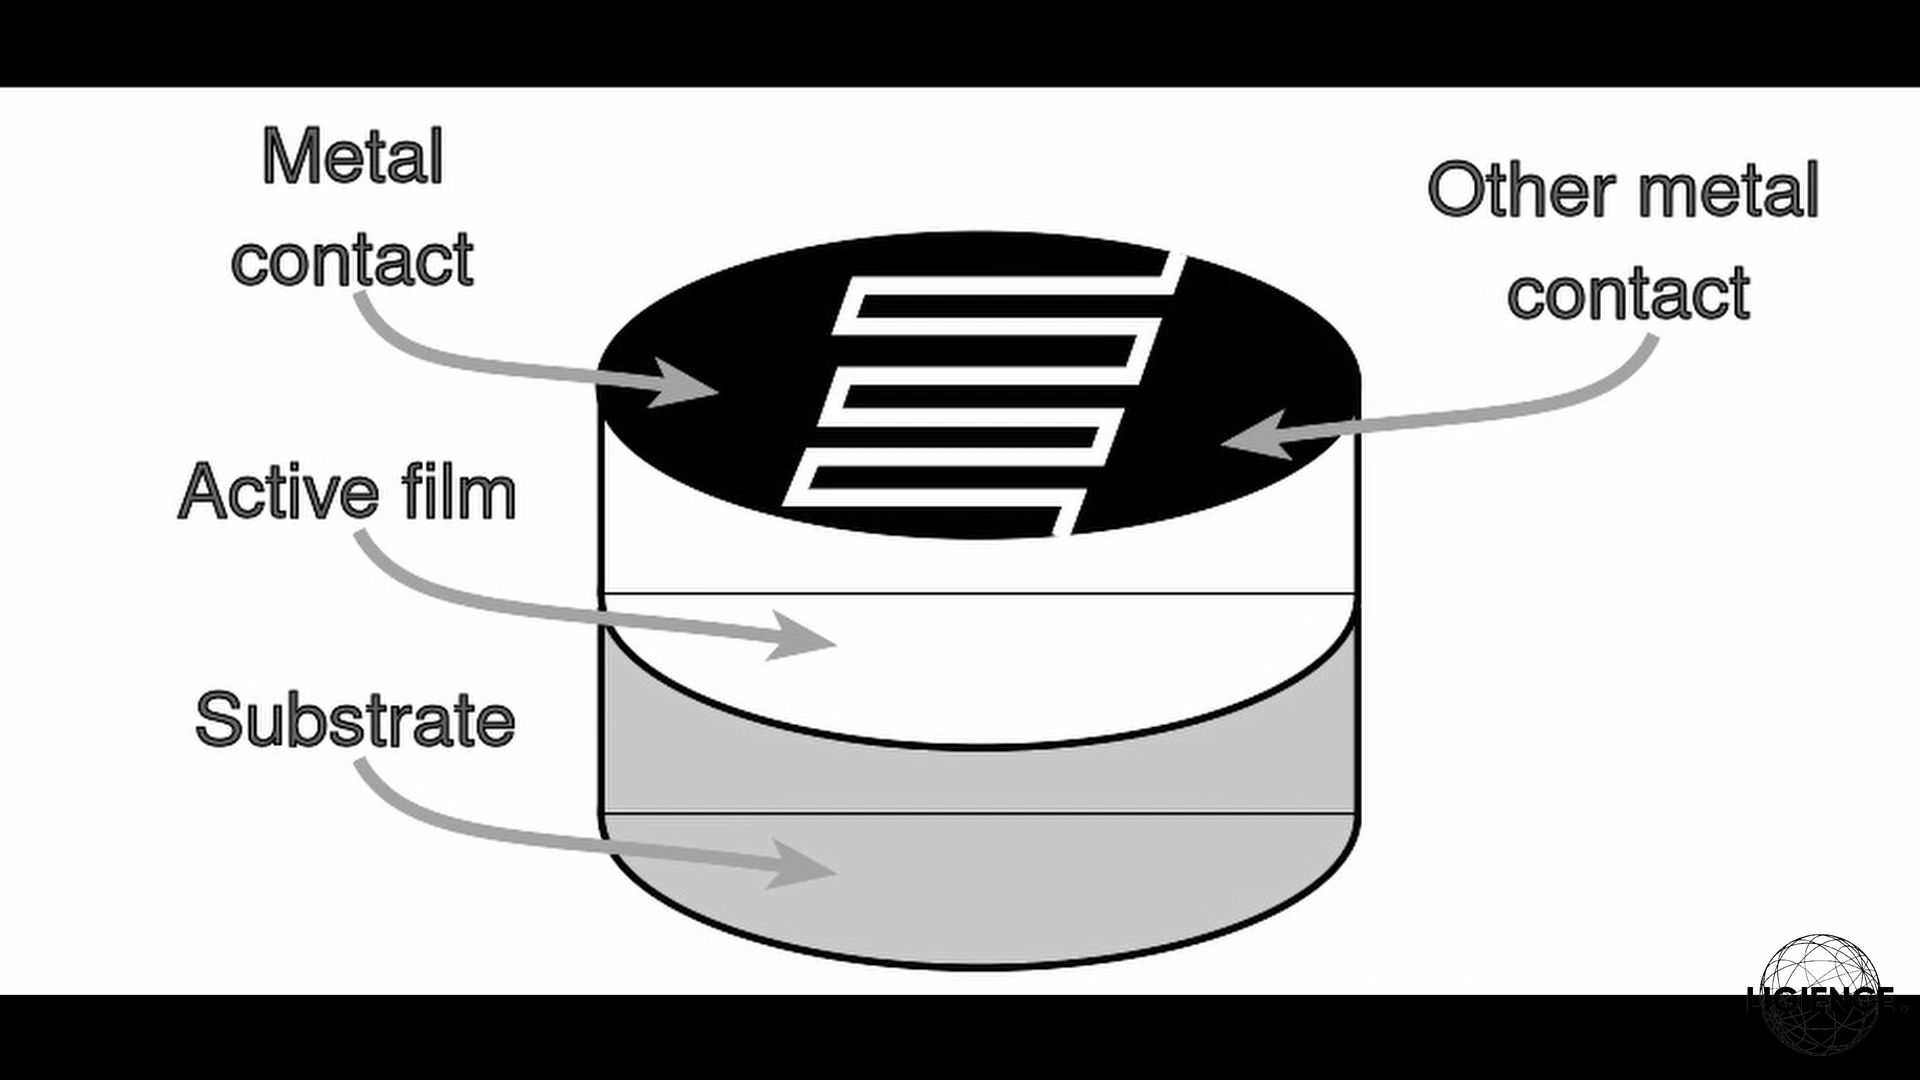 Metal
contact
Other metal
contact
Active film
Substrate